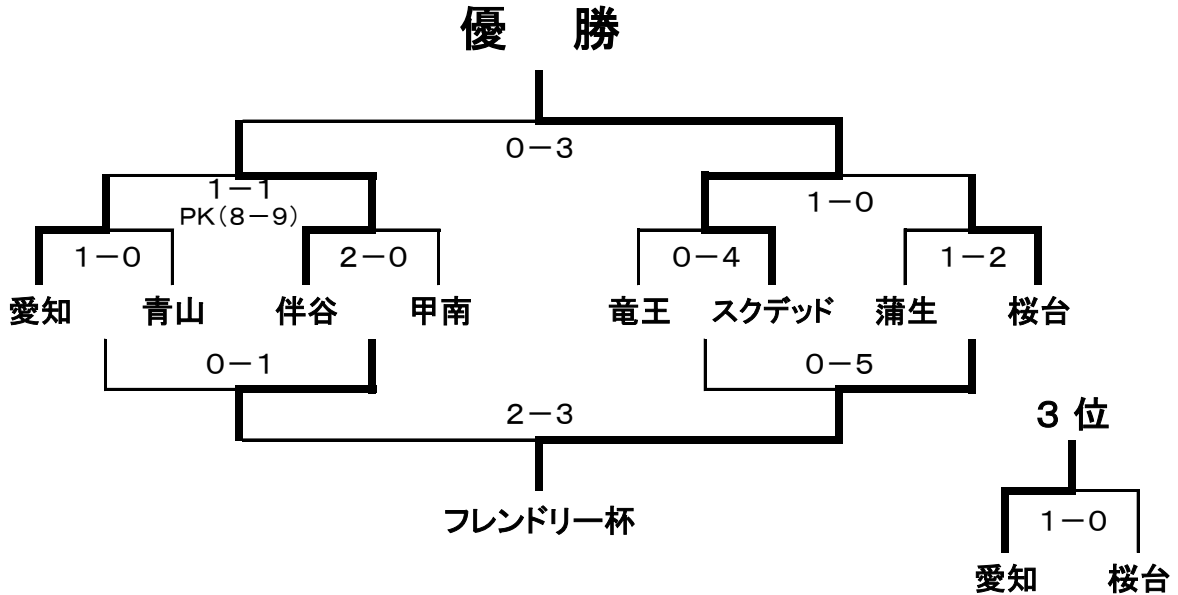 優　勝
０－３
１－１
PK（８－９）
１－０
１－０
２－０
０－４
１－２
愛知
青山
伴谷
甲南
竜王
スクデッド
蒲生
桜台
０－１
０－５
２－３
３ 位
フレンドリー杯
１－０
愛知
桜台